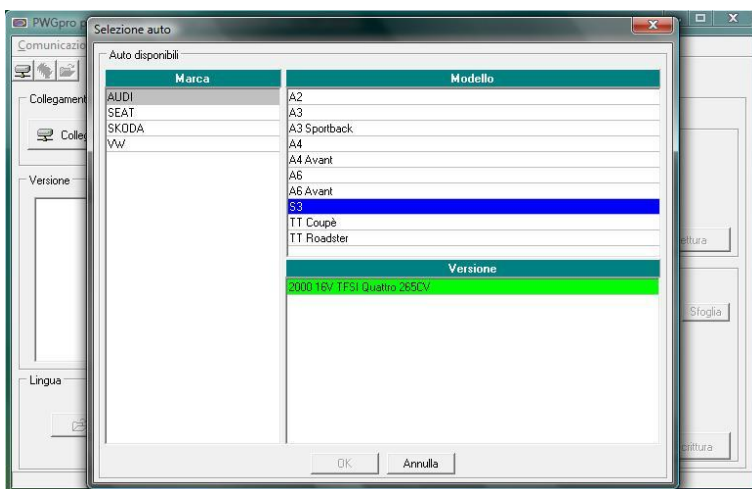 PWGpro
Selezione auto
Comunicazio
Auto disponibili
Marca
Modello
AUDI
SEAT
SKODA
VW
A2
A3
A3 Sportback
A4
A4 Avant
A6
A6 Avant
S3
TT Coupè
TT Roadster
Versione
2000 16V TFSI Quattro 265CV
Collegament
Colleg
Versione
Lingua
ettura
Sfoglia
crittura
OK
Annulla